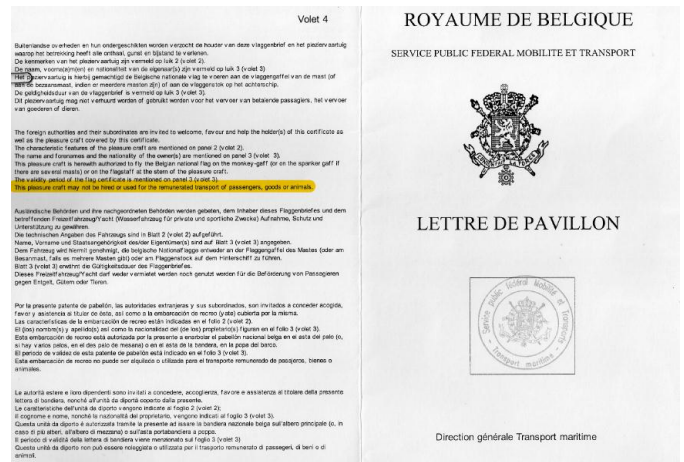 Volet 4
Buitenlandse overheden en hun ondergeschikten worden verzocht de houder van deze vlaggenbrief en het pleziervaartuig
waarop het betrekking heeft alle onthaal, gunst en bijstand te verlenen.
De kenmerken van het pleziervaartuig zijn vermeld op luik 2 (volet 2).
De naam, voorna(a)m(en) en nationaliteit van de eigenaar(s) zijn vermeld op luik 3 (volet 3)
Het pleziervaartuig is hierbij gemachtigd de Belgische nationale vlag te voeren aan de vlaggengaffel van de mast (of
aan de bezaansmast, indien er meerdere masten zijn) of aan de vlaggenstok op het achterschip.
De geldigheidsduur van de vlaggenbrief is vermeld op luik 3 (volet 3).
Dit pleziervaartuig mag niet verhuurd worden of gebruikt worden voor het vervoer van betalende passagiers, het vervoer
van goederen of dieren.
The foreign authorities and their subordinates are invited to welcome, favour and help the holder(s) of this certificate as
well as the pleasure craft covered by this certificate.
The characteristic features of the pleasure craft are mentioned on panel 2 (volet 2).
The name and forenames and the nationality of the owner(s) are mentioned on panel 3 (volet 3).
This pleasure craft is herewith authorized to fly the Belgian national flag on the monkey-gaff (or on the spanker gaff if
there are several masts) or on the flagstaff at the stern of the pleasure craft.
The validity period of the flag certificate is mentioned on panel 3 (volet 3).
This pleasure craft may not be hired or used for the remunerated transport of passengers, goods or animals.
Ausländische Behörden und ihre nachgeordneten Behörden werden gebeten, dem Inhaber dieses Flaggenbriefes und dem
betreffenden Freizeitfahrzeug/Yacht (Wasserfahrzeug für private und sportliche Zwecke) Aufnahme, Schutz und
Unterstützung zu gewähren.
Die technischen Angaben des Fahrzeugs sind in Blatt 2 (volet 2) aufgeführt.
Name, Vorname und Staatsangehörigkeit des/der Eigentümer(s) sind auf Blatt 3 (volet 3) angegeben.
Dem Fahrzeug wird hiermit genehmigt, die belgische Nationalflagge entweder an der Flaggengaffel des Mastes (oder am
Besanmast, falls es mehrere Masten gibt) oder am Flaggenstock auf dem Hinterschiff zu führen.
Blatt 3 (volet 3) erwähnt die Gültigkeitsdauer des Flaggenbriefes.
Dieses Freizeitfahrzeug/Yacht darf weder vermietet werden noch genutzt werden für die Beförderung von Passagieren
gegen Entgelt, Gütern oder Tieren.
Por la presente patente de pabellón, las autoridades extranjeras y sus subordinados, son invitados a conceder acogida,
favor y asistencia al titular de ésta, así como a la embarcación de recreo (yate) cubierta por la misma.
Las características de la embarcación de recreo están indicadas en el folio 2 (volet 2).
El (los) nombre(s) y apellido(s) así como la nacionalidad del (de los) propietario(s) figuran en el folio 3 (volet 3).
Esta embarcación de recreo está autorizada por la presente a enarbolar el pabellón nacional belga en el asta del palo (o,
si hay varios palos, en el des palo de mesana) o en el asta de la bandera, en la popa del barco.
El periodo de validez de esta patente de pabellón está indicado en el folio 3 (volet 3).
Esta embarcación de recreo no puede ser alquilada o utilizada para el transporte remunerado de pasajeros, bienes o
animales.
Le autorità estere e loro dipendenti sono invitati a concedere, accoglienza, favore e assistenza al titolare della presente
lettera di bandiera, nonché all'unità da diporto coperta dalla presente.
Le caratteristiche dell'unità da diporto vengono indicate al foglio 2 (volet 2);
Il cognome e nome, nonché la nazionalità del proprietario, vengono indicati al foglio 3 (volet 3).
Questa unità da diporto è autorizzata tramite la presente ad issare la bandiera nazionale belga sull'albero principale (o, in
caso di più alberi, all'albero di mezzana) o sull'asta portabandiera a poppa.
Il periodo di validità della lettera di bandiera viene menzionato sul foglio 3 (volet 3)
Questa unità da diporto non può essere noleggiata o utilizzata per il trasporto remunerato di passegeri, di beni o di
animali.
ROYAUME DE BELGIQUE
SERVICE PUBLIC FEDERAL MOBILITE ET TRANSPORT
LETTRE DE PAVILLON
Service public fédéral Mobilité et Transports
Transport maritime
Direction générale Transport maritime